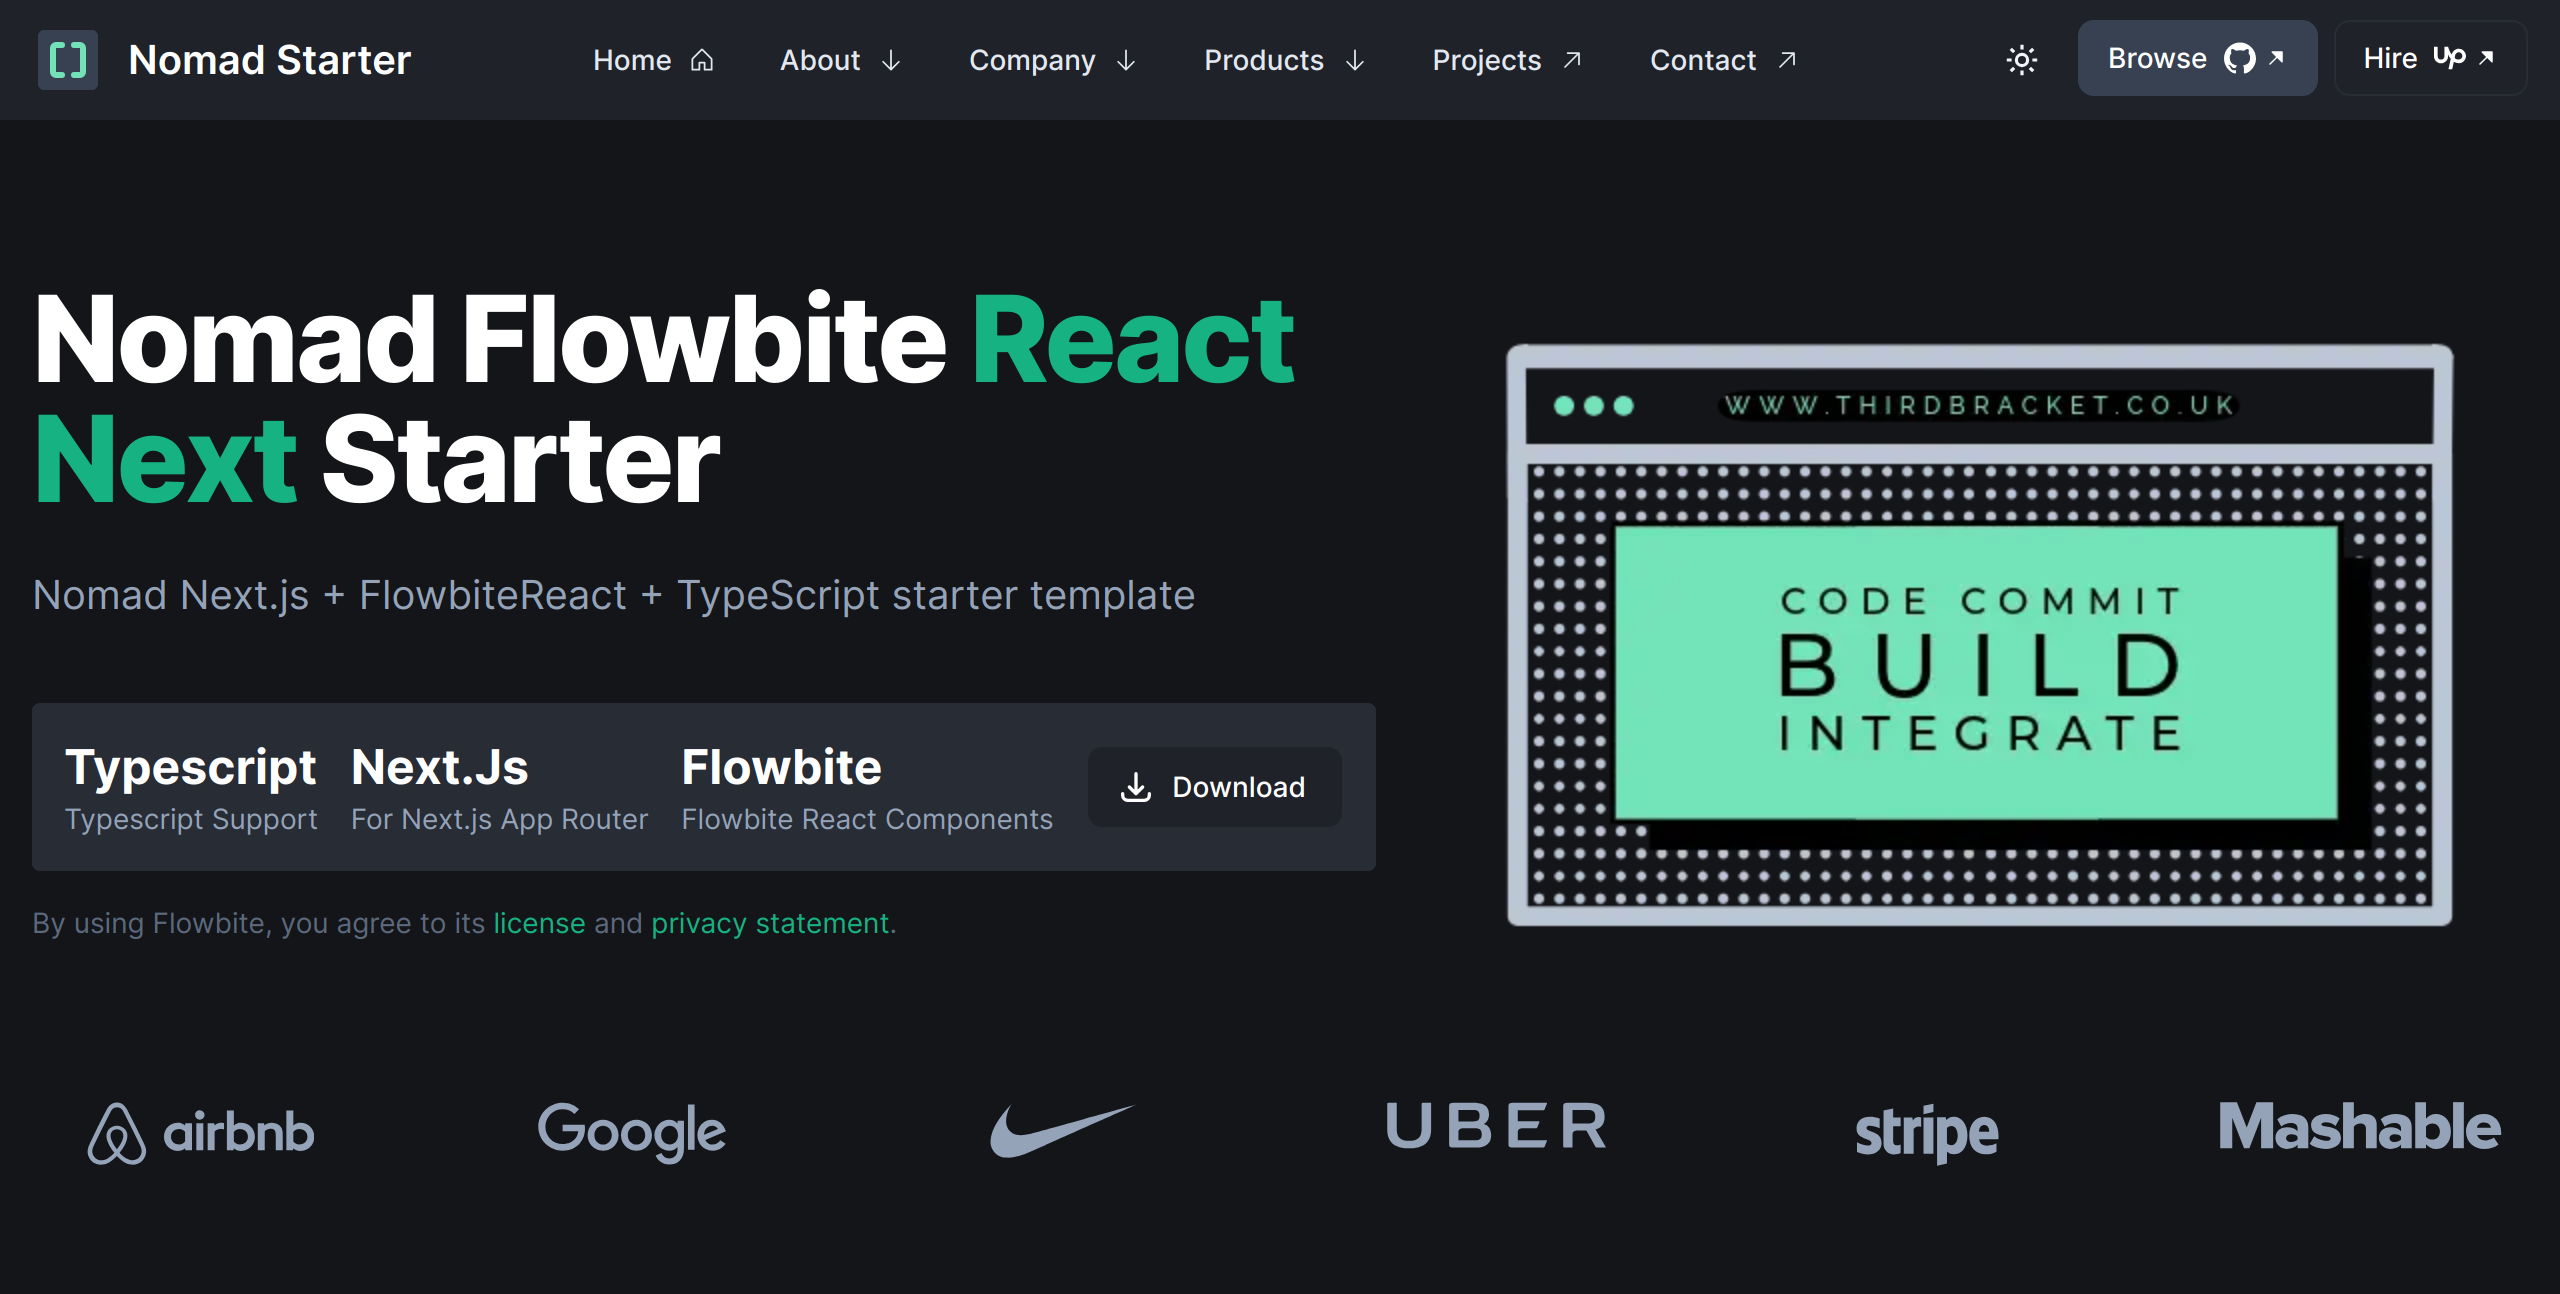 Nomad Starter
Home
About
Company
Products
Projects
Contact
Browse
Hire up
Nomad Flowbite React
Next Starter
Nomad Next.js + FlowbiteReact + TypeScript starter template
Typescript
Typescript Support
Next.Js
For Next.js App Router
Flowbite
Flowbite React Components
Download
By using Flowbite, you agree to its license and privacy statement.
WWW.THIRDBRACKET.CO.UK
CODE COMMIT
BUILD
INTEGRATE
airbnb
Google
UBER
stripe
Mashable